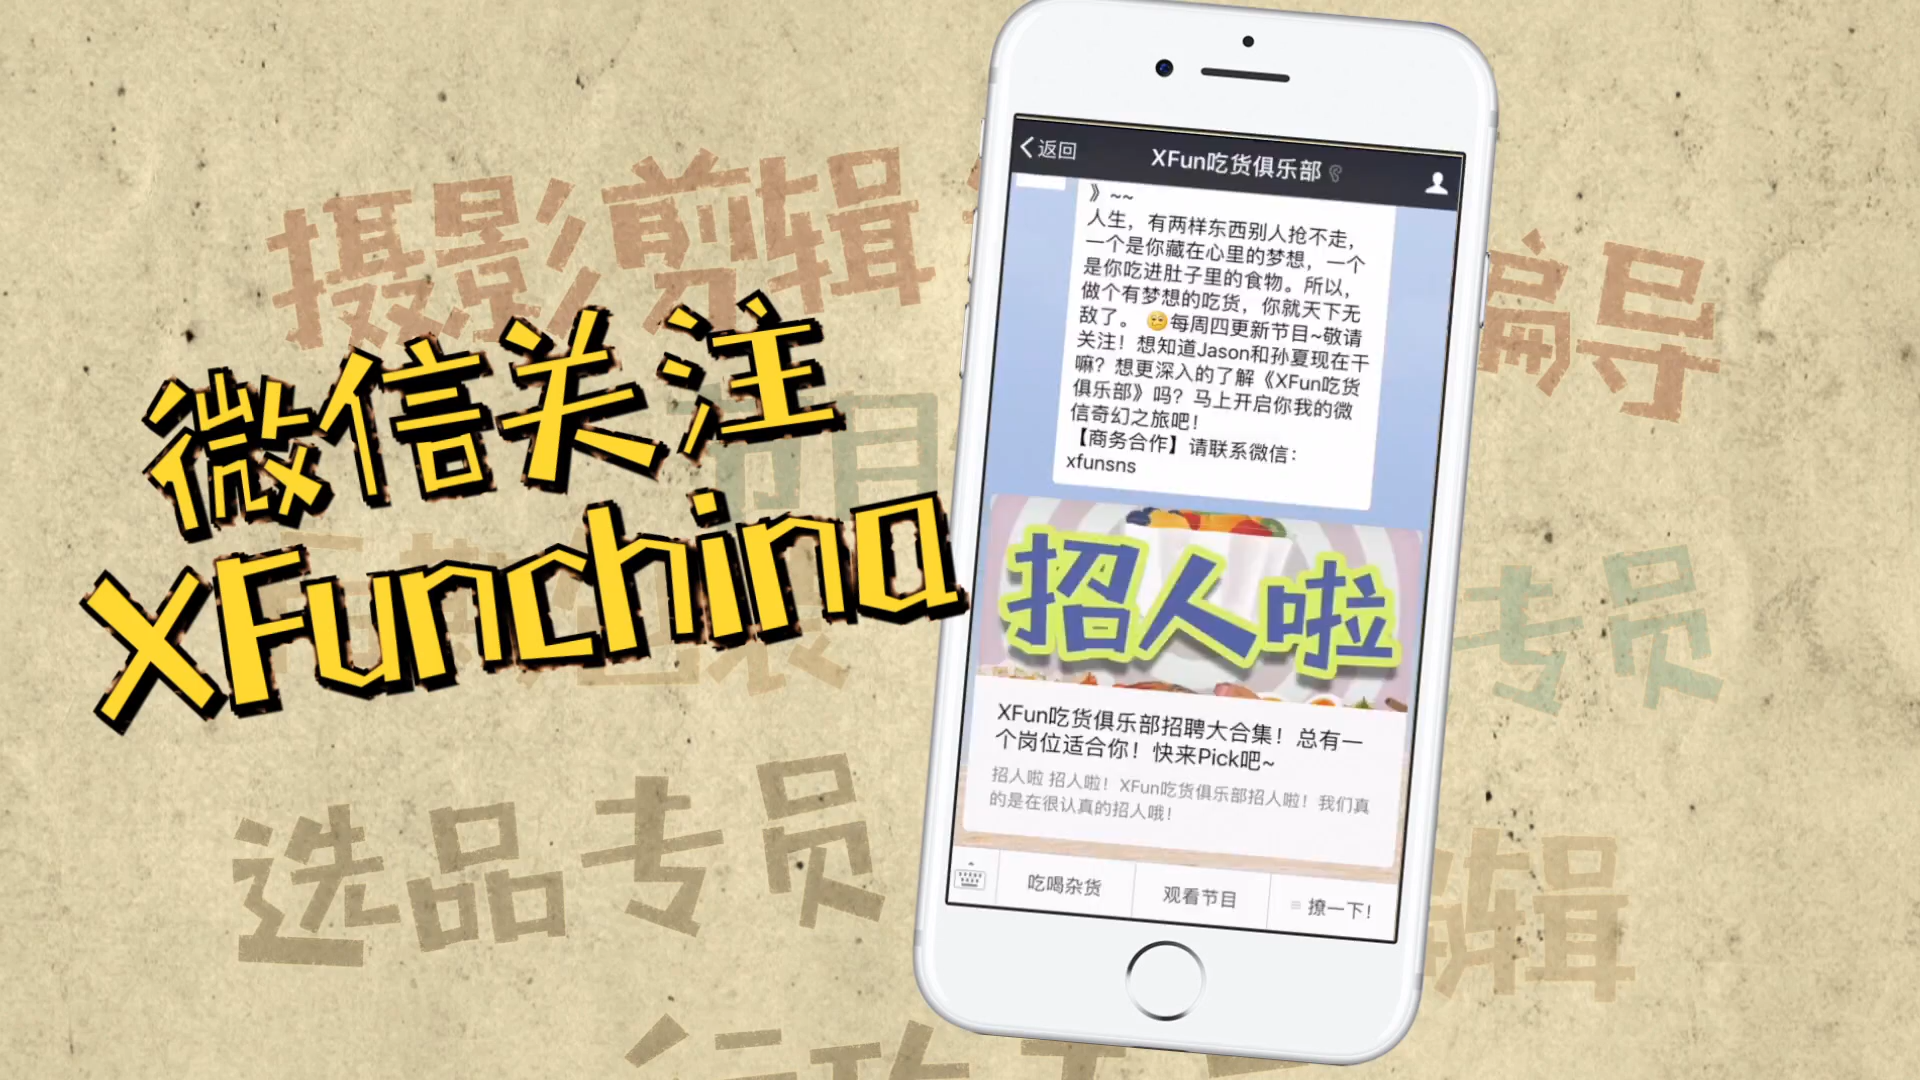 摄影剪辑
编导
微信关注
XFunchina
专员
选品专员
返回
XFun吃货俱乐部
》~~
人生，有两样东西别人抢不走，
一个是你藏在心里的梦想，一个
是你吃进肚子里的食物。所以，
做个有梦想的吃货，你就天下无
敌了。 🥺每周四更新节目~敬请
关注！想知道Jason和孙夏现在干
嘛？想更深入的了解《XFun吃货
俱乐部》吗？马上开启你我的微
信奇幻之旅吧！
【商务合作】请联系微信：
xfunsns
招人啦
XFun吃货俱乐部招聘大合集！总有一
个岗位适合你！快来Pick吧~
招人啦 招人啦！XFun吃货俱乐部招人啦！我们真
的是在很认真的招人哦！
吃喝杂货
观看节目
撩一下！